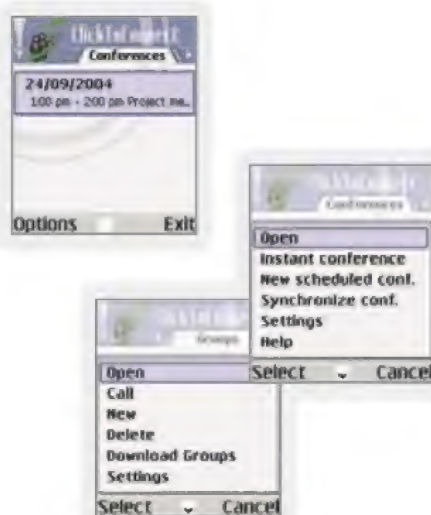 ClickToConnect
Conferences
24/09/2004
1:00 pm - 2:00 pm Project me..
Options Exit
Conferences
Open
Instant conference
New scheduled conf.
Synchronize conf.
Settings
Help
Select Cancel
Groups
Open
Call
New
Delete
Download Groups
Settings
Select Cancel